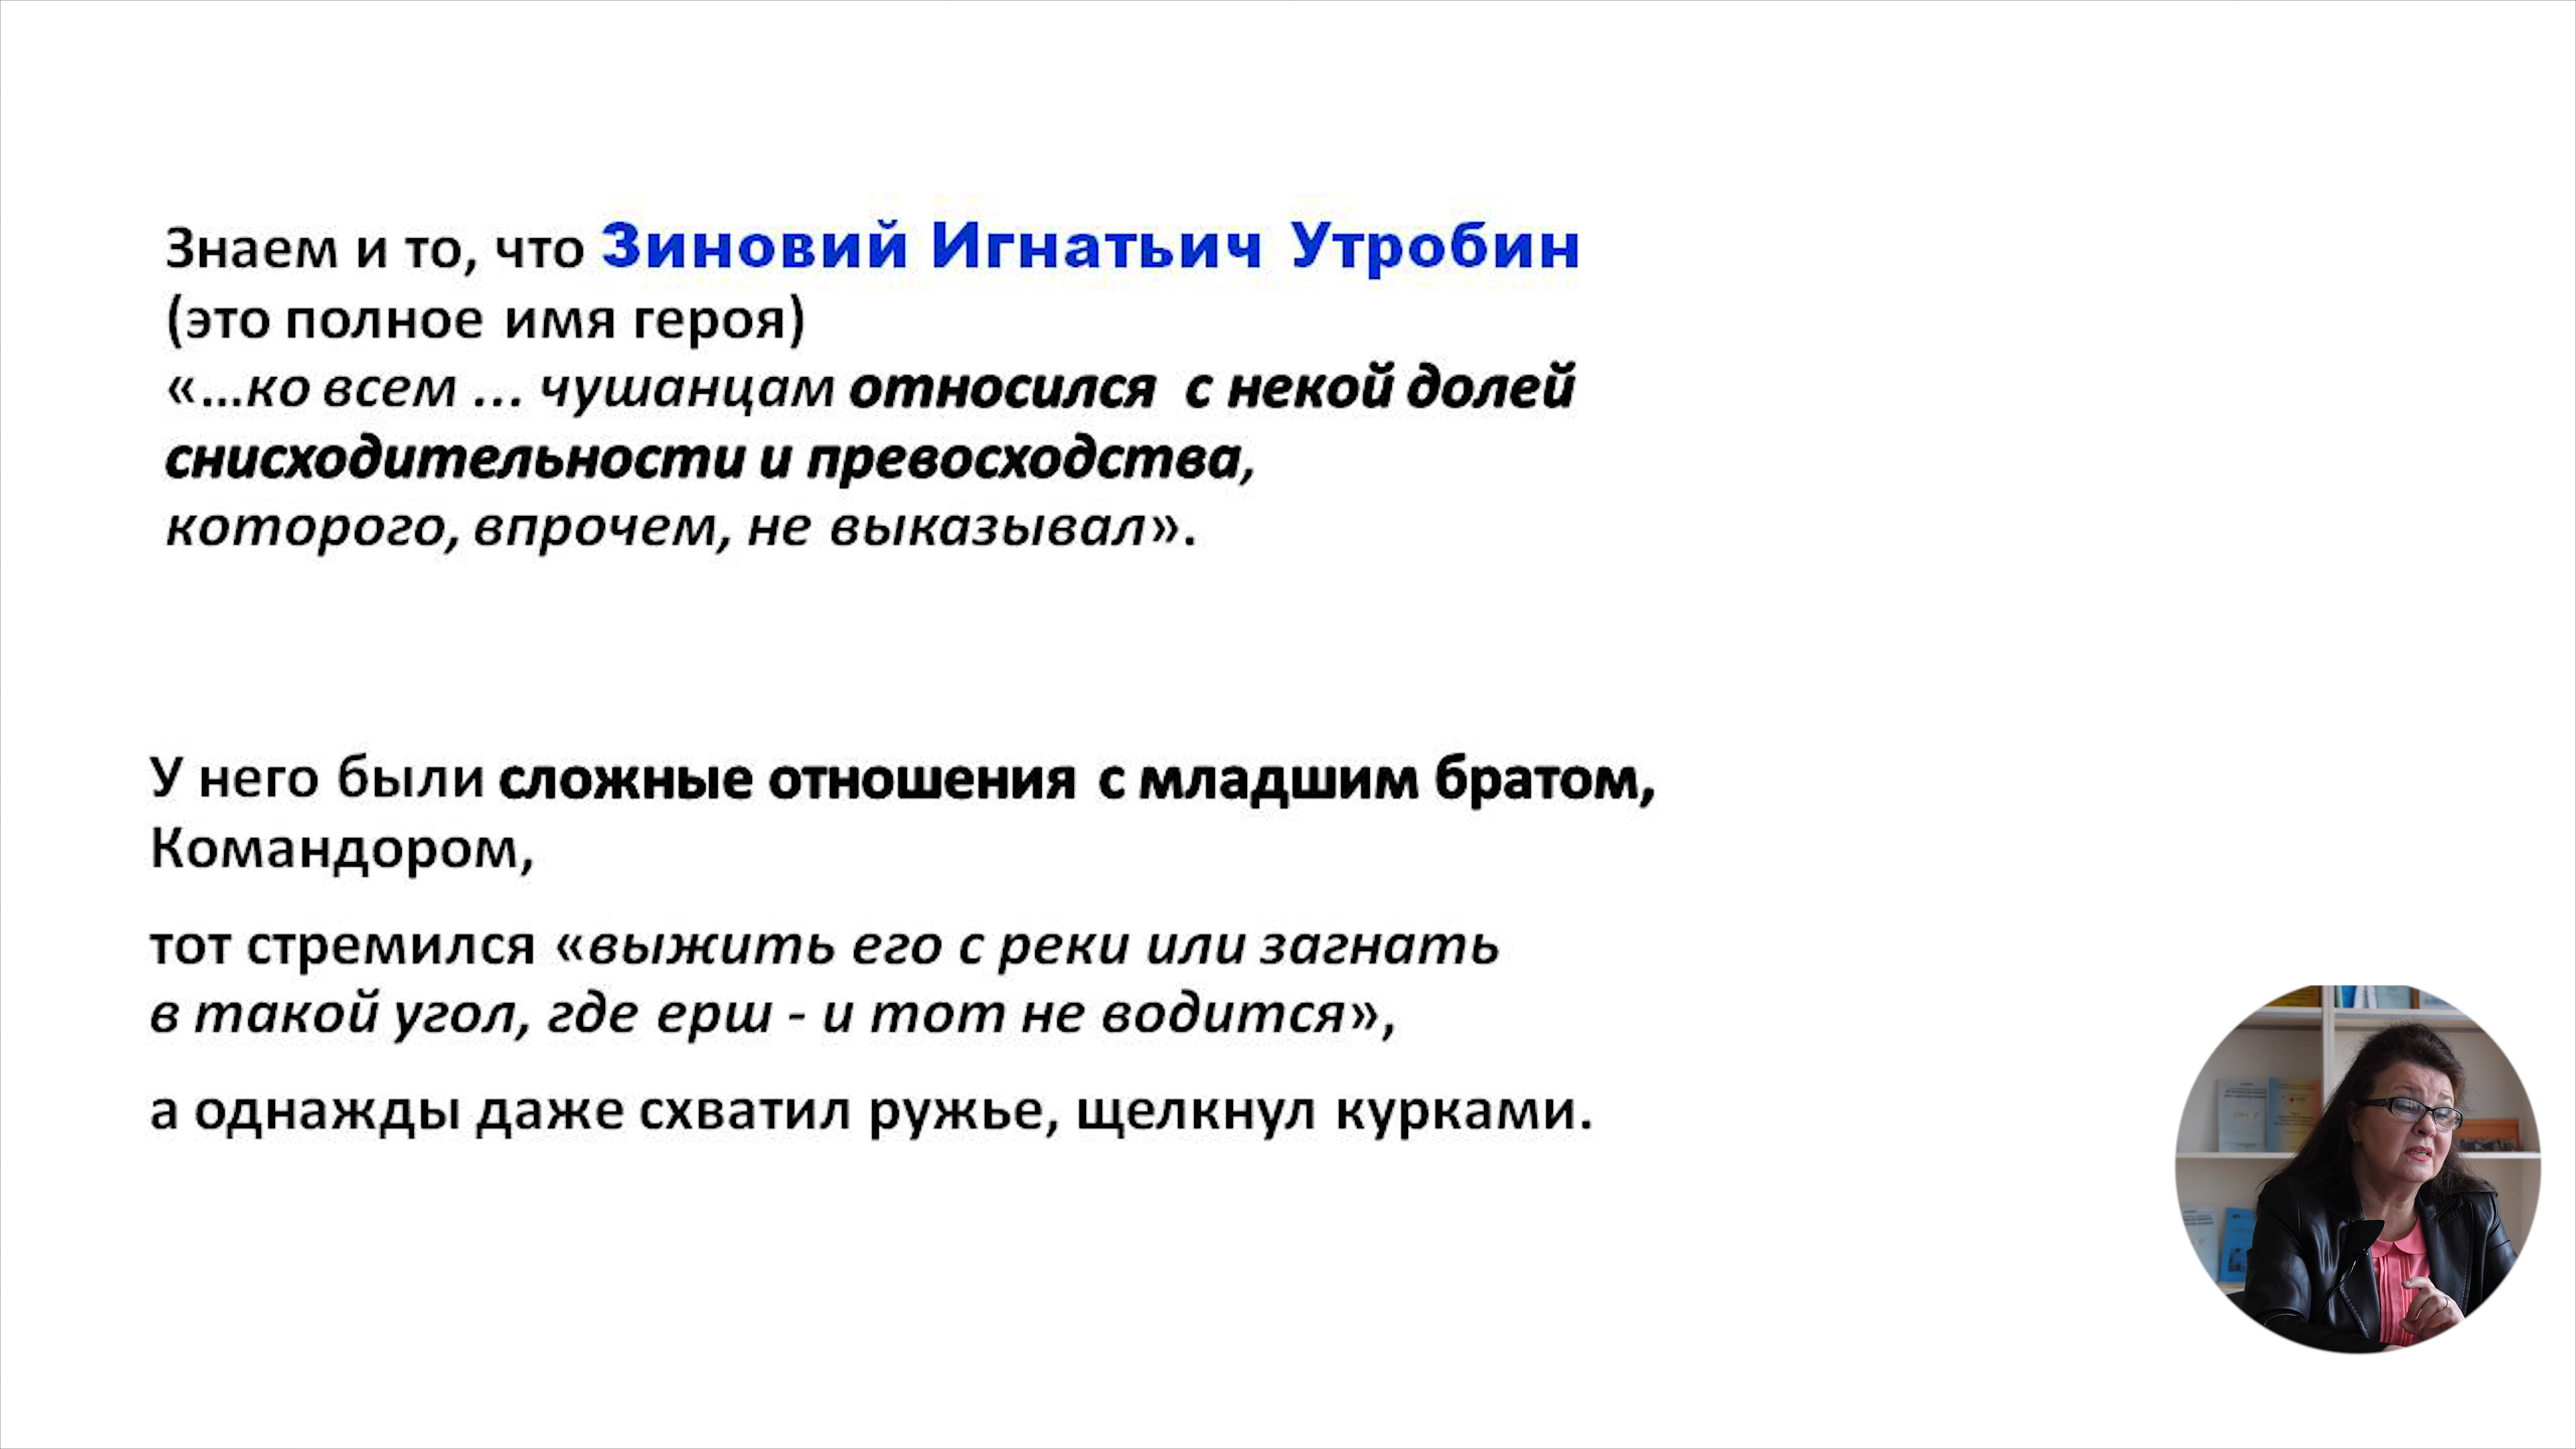 Знаем и то, что Зиновий Игнатьич Утробин
(это полное имя героя)
«...ко всем ... чушанцам относился с некой долей
снисходительности и превосходства,
которого, впрочем, не выказывал».
У него были сложные отношения с младшим братом,
Командором,
тот стремился «выжить его с реки или загнать
в такой угол, где ерш - и тот не водится»,
а однажды даже схватил ружье, щелкнул курками.